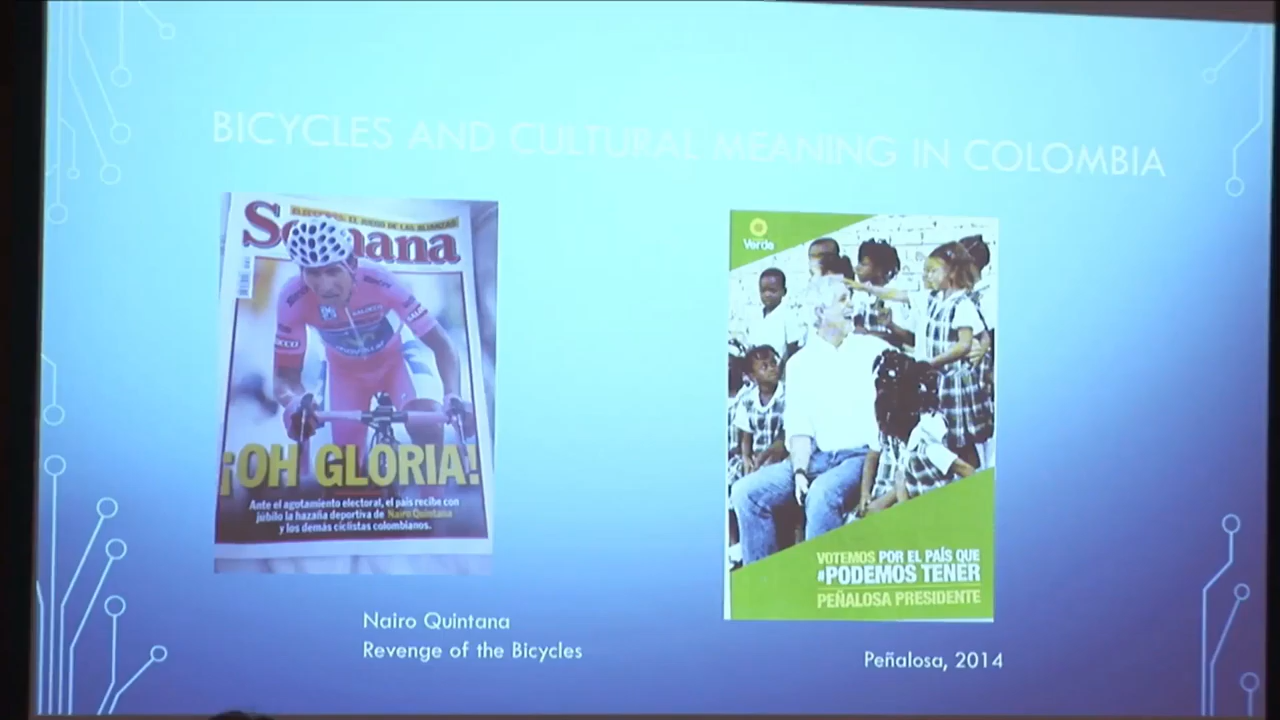 BICYCLES AND CULTURAL MEANING IN COLOMBIA
Semana
¡OH GLORIA!
Ante el agotamiento electoral, el país recibe con
júbilo la hazaña deportiva de Nairo Quintana
y los demás ciclistas colombianos.
Nairo Quintana
Revenge of the Bicycles
Verde
VOTEMOS POR EL PAÍS QUE
#PODEMOS TENER
PEÑALOSA PRESIDENTE
Peñalosa, 2014